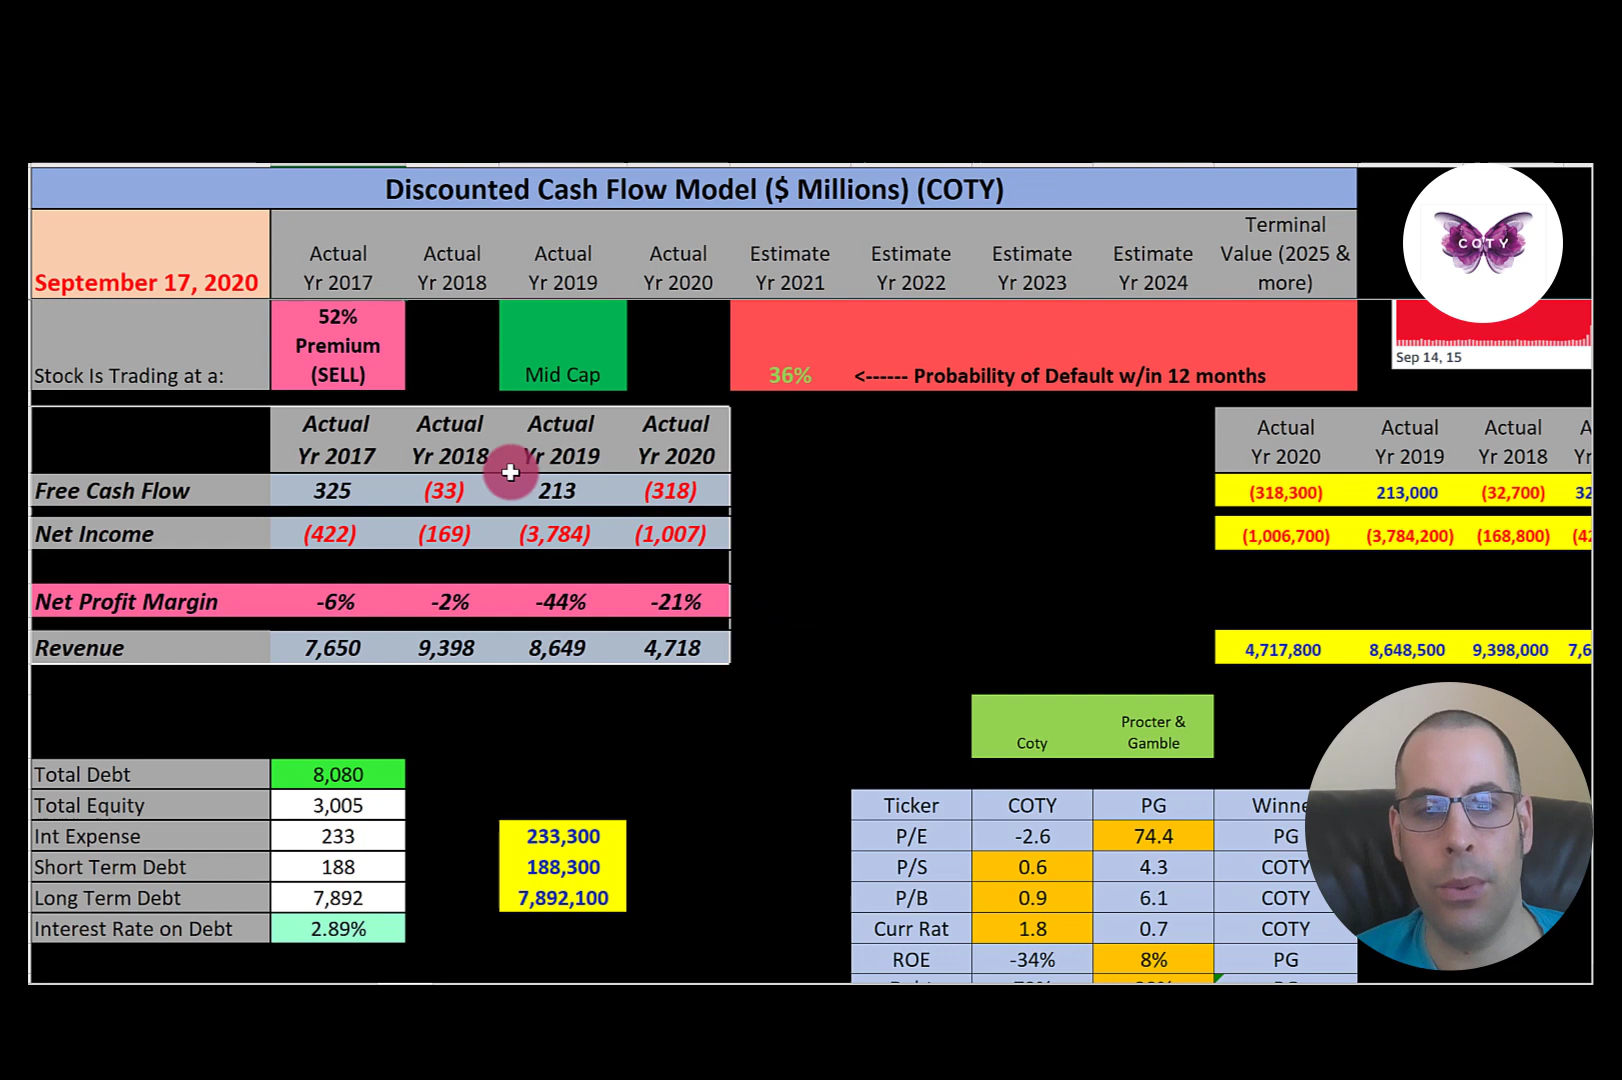 Discounted Cash Flow Model ($ Millions) (COTY)
September 17, 2020
Actual Yr 2017
Actual Yr 2018
Actual Yr 2019
Actual Yr 2020
Estimate Yr 2021
Estimate Yr 2022
Estimate Yr 2023
Estimate Yr 2024
Terminal Value (2025 & more)
COTY
Stock Is Trading at a:
52% Premium (SELL)
Mid Cap
36% <------ Probability of Default w/in 12 months
Sep 14, 15
Actual Yr 2017
Actual Yr 2018
Actual Yr 2019
Actual Yr 2020
Actual Yr 2020
Actual Yr 2019
Actual Yr 2018
Free Cash Flow 325 (33) 213 (318) (318,300) 213,000 (32,700) 32
Net Income (422) (169) (3,784) (1,007) (1,006,700) (3,784,200) (168,800) (42
Net Profit Margin -6% -2% -44% -21%
Revenue 7,650 9,398 8,649 4,718 4,717,800 8,648,500 9,398,000 7,6
Coty
Procter & Gamble
Total Debt 8,080
Total Equity 3,005
Int Expense 233 233,300
Short Term Debt 188 188,300
Long Term Debt 7,892 7,892,100
Interest Rate on Debt 2.89%
Ticker COTY PG Winne
P/E -2.6 74.4 PG
P/S 0.6 4.3 COTY
P/B 0.9 6.1 COTY
Curr Rat 1.8 0.7 COTY
ROE -34% 8% PG